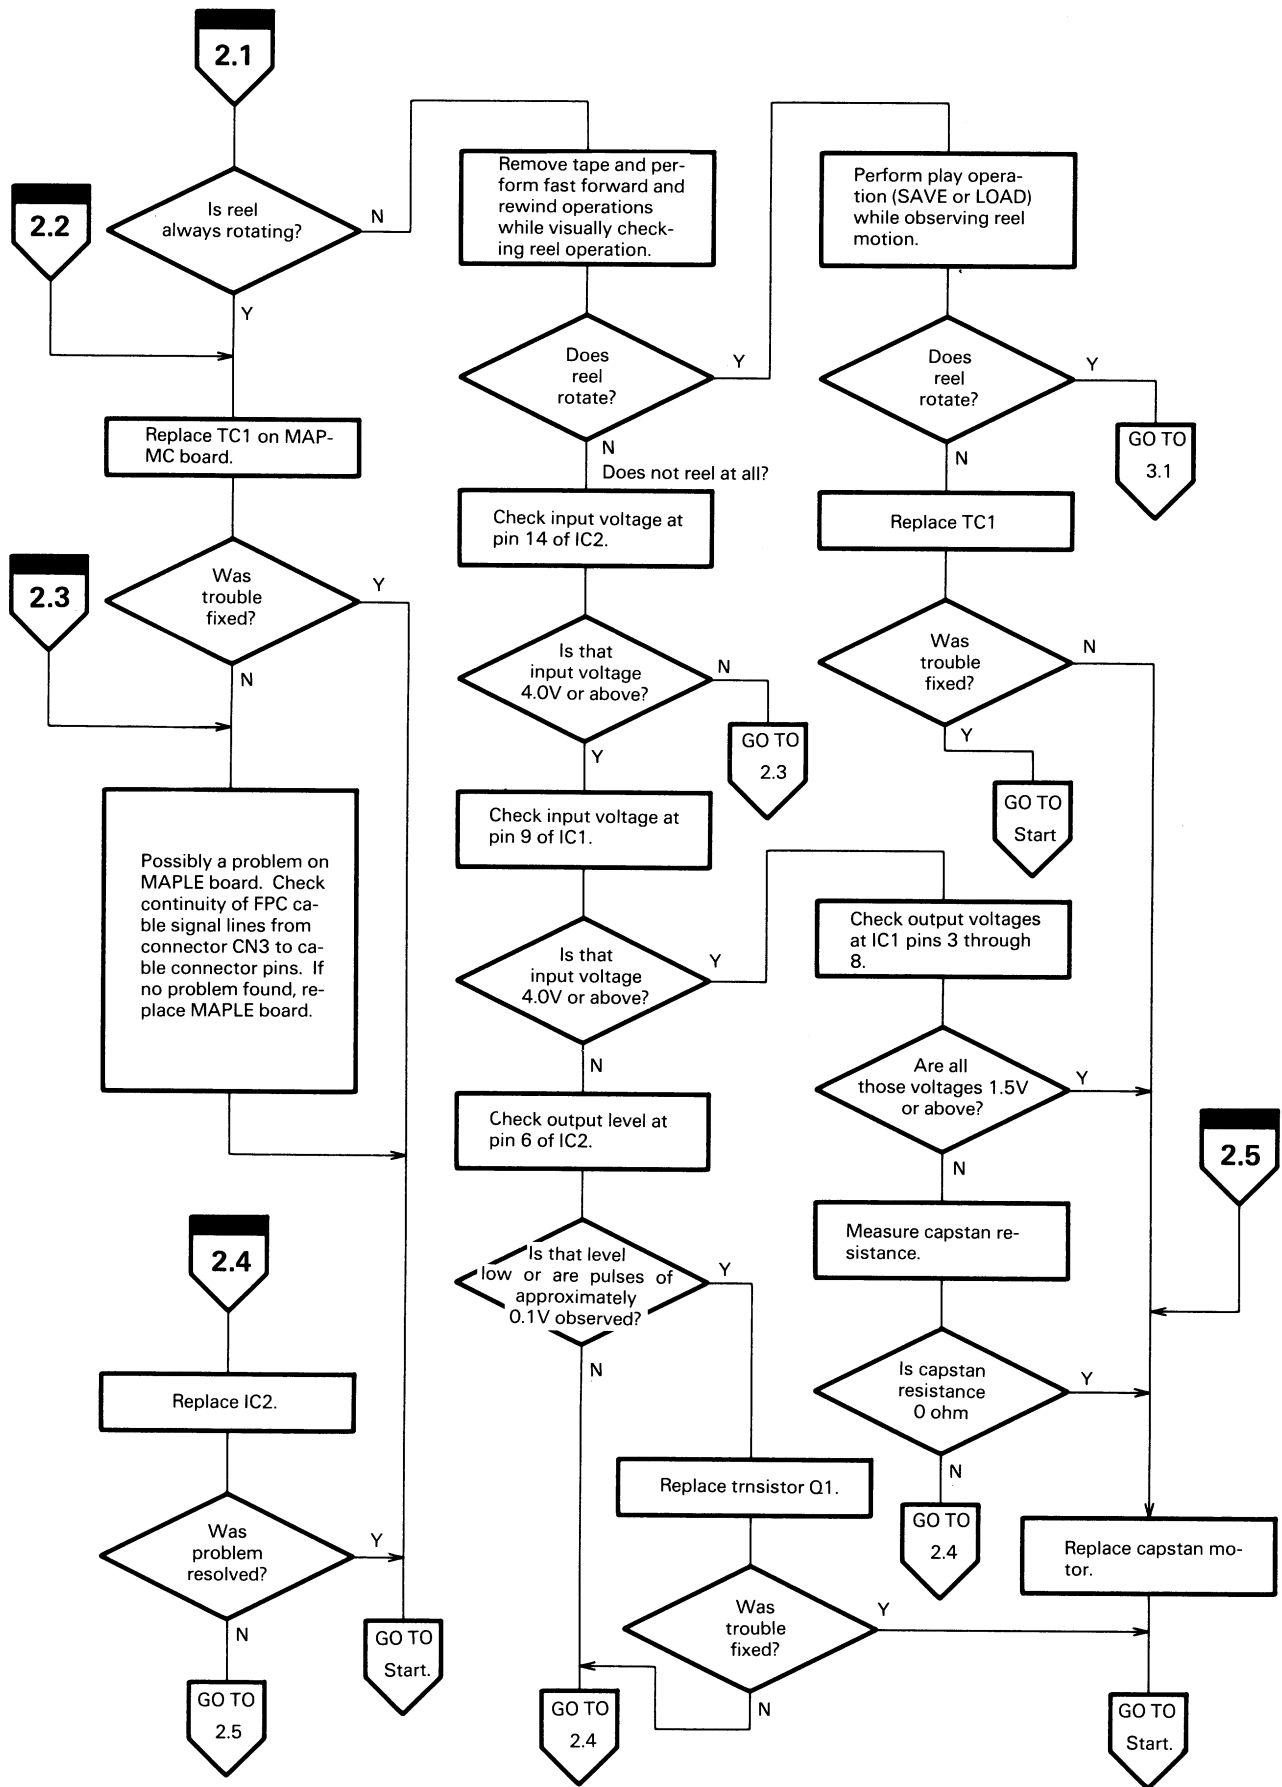 2.1
Is reel
always rotating?
N
Y
2.2
Replace TC1 on MAP-
MC board.
Was
trouble
fixed?
Y
N
2.3
Possibly a problem on
MAPLE board. Check
continuity of FPC ca-
ble signal lines from
connector CN3 to ca-
ble connector pins. If
no problem found, re-
place MAPLE board.
2.4
Replace IC2.
Was
problem
resolved?
Y
N
GO TO
2.5
GO TO
Start.
Remove tape and per-
form fast forward and
rewind operations
while visually check-
ing reel operation.
Does
reel
rotate?
Y
N
Does not reel at all?
Check input voltage at
pin 14 of IC2.
Is that
input voltage
4.0V or above?
N
Y
GO TO
2.3
Check input voltage at
pin 9 of IC1.
Is that
input voltage
4.0V or above?
Y
N
Check output level at
pin 6 of IC2.
Is that level
low or are pulses of
approximately
0.1V observed?
Y
N
Replace trnsistor Q1.
Was
trouble
fixed?
Y
N
GO TO
2.4
Perform play opera-
tion (SAVE or LOAD)
while observing reel
motion.
Does
reel
rotate?
Y
N
GO TO
3.1
Replace TC1
Was
trouble
fixed?
N
Y
GO TO
Start
Check output voltages
at IC1 pins 3 through
8.
Are all
those voltages 1.5V
or above?
Y
N
Measure capstan re-
sistance.
2.5
Is capstan
resistance
0 ohm
Y
N
GO TO
2.4
Replace capstan mo-
tor.
GO TO
Start.